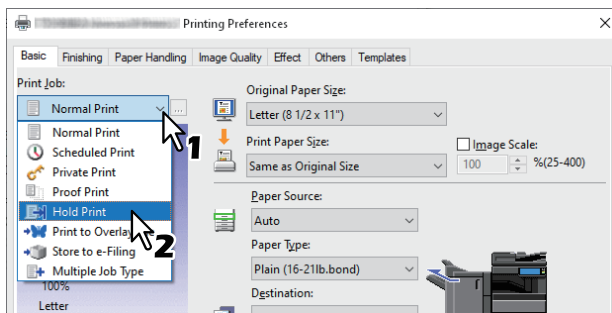 Printing Preferences
Basic Finishing Paper Handling Image Quality Effect Others Templates
Print Job:
Normal Print
...
1
Normal Print
Scheduled Print
Private Print
Proof Print
Hold Print
Print to Overlay
2
Store to e-Filing
Multiple Job Type
100%
Letter
Original Paper Size:
Letter (8 1/2 x 11")
Print Paper Size:
Same as Original Size
Image Scale:
100 %(25-400)
Paper Source:
Auto
Paper Type:
Plain (16-21lb.bond)
Destination: